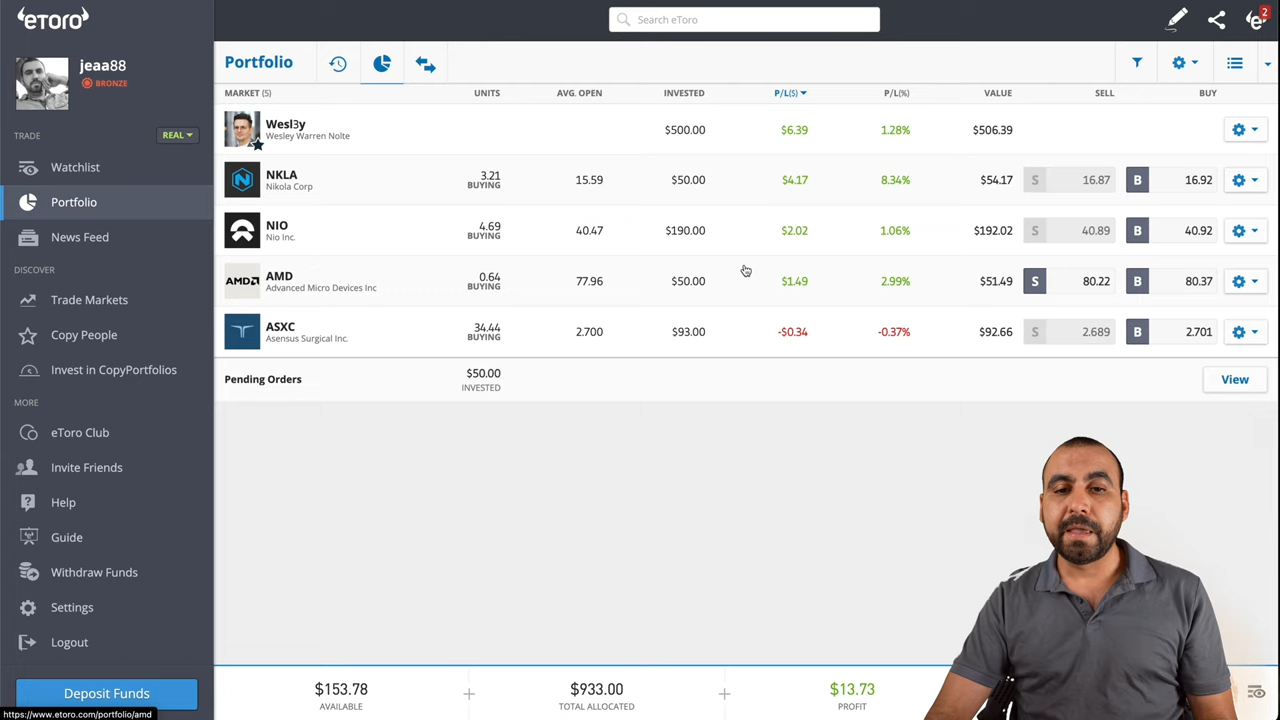 eToro
Search eToro
2
jeaa88
BRONZE
TRADE
REAL
Watchlist
Portfolio
News Feed
DISCOVER
Trade Markets
Copy People
Invest in CopyPortfolios
MORE
eToro Club
Invite Friends
Help
Guide
Withdraw Funds
Settings
Logout
Deposit Funds
https://www.etoro.com/portfolio/amd
Portfolio
MARKET (5) UNITS AVG. OPEN INVESTED P/L($) P/L(%) VALUE SELL BUY
Wesl3y $500.00 $6.39 1.28% $506.39
Wesley Warren Nolte
NKLA 3.21 15.59 $50.00 $4.17 8.34% $54.17 S 16.87 B 16.92
Nikola Corp BUYING
NIO 4.69 40.47 $190.00 $2.02 1.06% $192.02 S 40.89 B 40.92
Nio Inc. BUYING
AMD AMD 0.64 77.96 $50.00 $1.49 2.99% $51.49 S 80.22 B 80.37
Advanced Micro Devices Inc BUYING
ASXC 34.44 2.700 $93.00 -$0.34 -0.37% $92.66 S 2.689 B 2.701
Asensus Surgical Inc. BUYING
Pending Orders $50.00 View
INVESTED
$153.78 + $933.00 + $13.73
AVAILABLE TOTAL ALLOCATED PROFIT